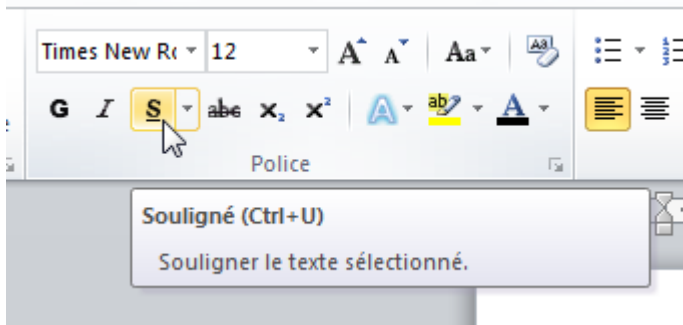 Times New Ro 12 A A Aa
G I S abc x₂ x² A ab A
Police
Souligné (Ctrl+U)
Souligner le texte sélectionné.